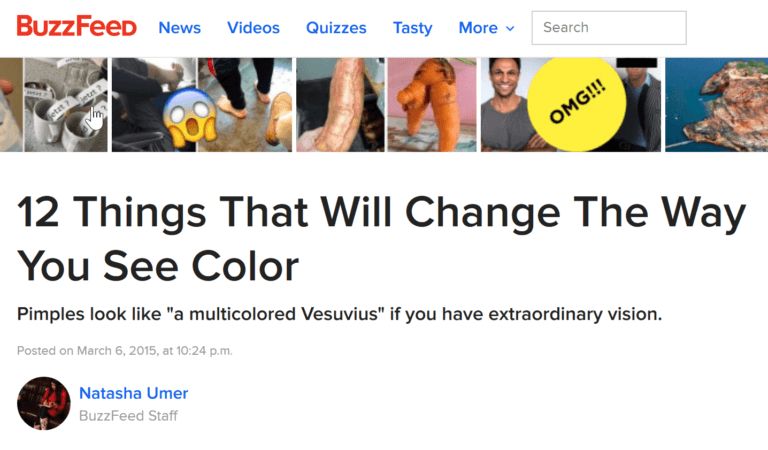 BuzzFeed News Videos Quizzes Tasty More Search
jetzt ? jetzt ? OMG!!!
12 Things That Will Change The Way
You See Color
Pimples look like "a multicolored Vesuvius" if you have extraordinary vision.
Posted on March 6, 2015, at 10:24 p.m.
Natasha Umer
BuzzFeed Staff